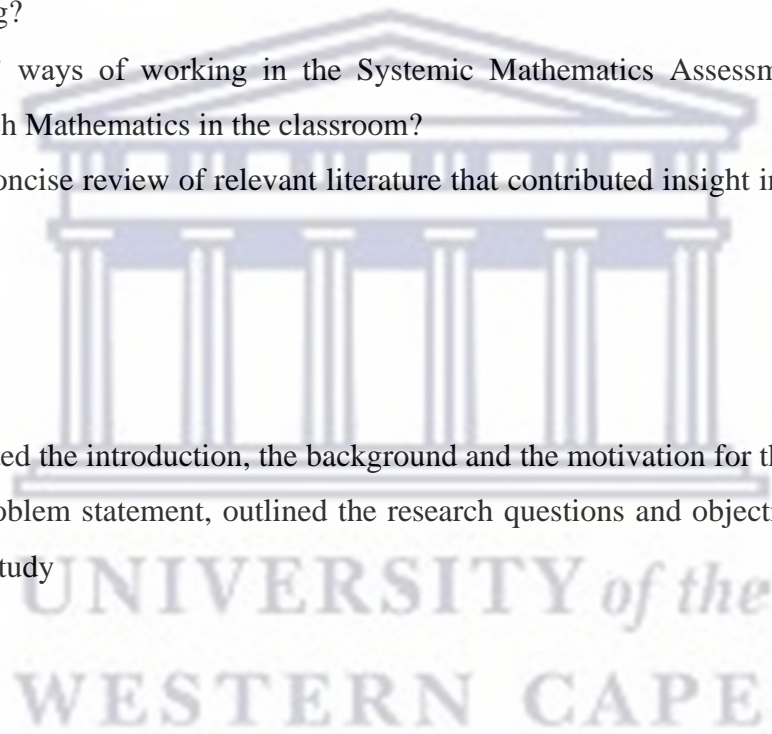 g?
ways of working in the Systemic Mathematics Assessm
h Mathematics in the classroom?
oncise review of relevant literature that contributed insight in
ed the introduction, the background and the motivation for th
oblem statement, outlined the research questions and objecti
tudy
UNIVERSITY of the
WESTERN CAPE